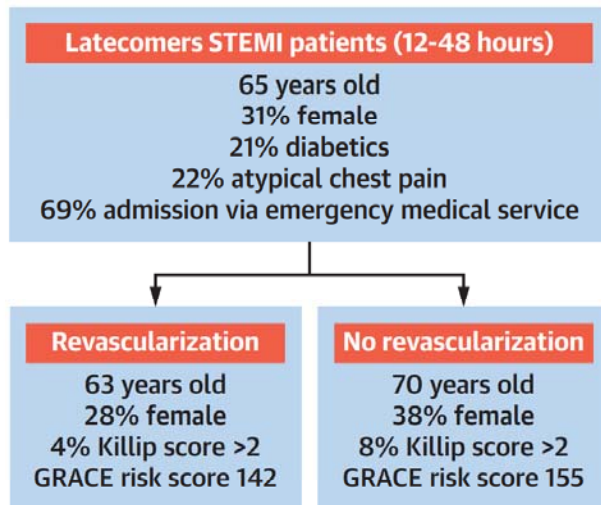 Latecomers STEMI patients (12-48 hours)
65 years old
31% female
21% diabetics
22% atypical chest pain
69% admission via emergency medical service
Revascularization
63 years old
28% female
4% Killip score >2
GRACE risk score 142
No revascularization
70 years old
38% female
8% Killip score >2
GRACE risk score 155